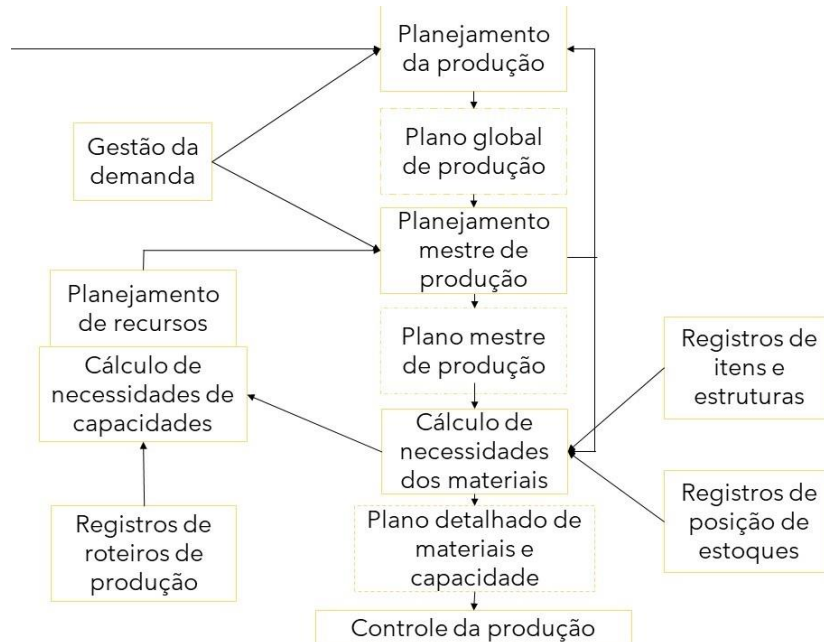 Planejamento
da produção
Plano global
de produção
Gestão da
demanda
Planejamento
mestre de
produção
Planejamento
de recursos
Plano mestre
de produção
Registros de
itens e
estruturas
Cálculo de
necessidades de
capacidades
Cálculo de
necessidades
dos materiais
Registros de
posição de
estoques
Registros de
roteiros de
produção
Plano detalhado de
materiais e
capacidade
Controle da produção